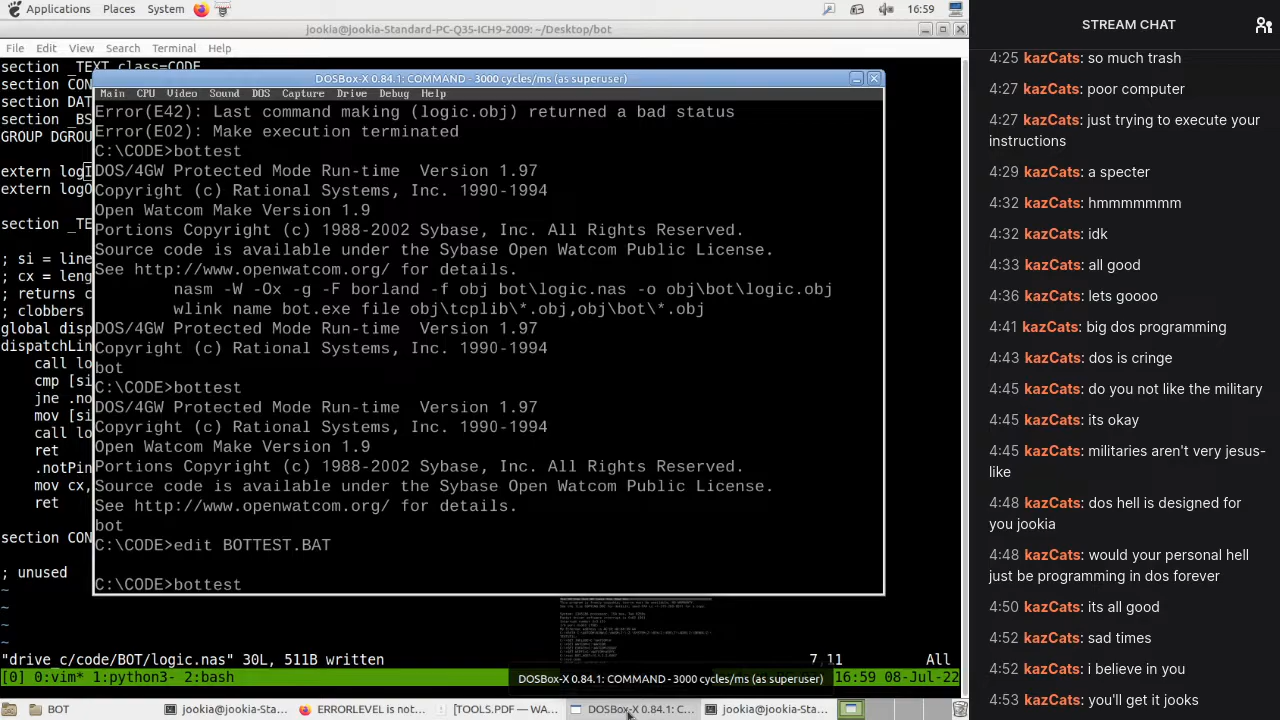 Applications Places System 16:59
jookia@jookia-Standard-PC-Q35-ICH9-2009: ~/Desktop/bot
File Edit View Search Terminal Help
section _TEXT class=CODE
section CON
section DAT
section _BS
GROUP DGROU
extern logI
extern logO
section _TE
; si = line
; cx = leng
; returns c
; clobbers
global disp
dispatchLin
call lo
cmp [si
jne .no
mov [si
call lo
ret
.notPin
mov cx,
ret
section CON
; unused
~
~
~
~
"drive_c/code/BOT/logic.nas" 30L, 511B written 7,11 All
[0] 0:vim* 1:python3- 2:bash 16:59 08-Jul-22
DOSBox-X 0.84.1: COMMAND - 3000 cycles/ms (as superuser)
Main CPU Video Sound DOS Capture Drive Debug Help
Error(E42): Last command making (logic.obj) returned a bad status
Error(E02): Make execution terminated
C:\CODE>bottest
DOS/4GW Protected Mode Run-time Version 1.97
Copyright (c) Rational Systems, Inc. 1990-1994
Open Watcom Make Version 1.9
Portions Copyright (c) 1988-2002 Sybase, Inc. All Rights Reserved.
Source code is available under the Sybase Open Watcom Public License.
See http://www.openwatcom.org/ for details.
nasm -W -Ox -g -F borland -f obj bot\logic.nas -o obj\bot\logic.obj
wlink name bot.exe file obj\tcplib\*.obj,obj\bot\*.obj
DOS/4GW Protected Mode Run-time Version 1.97
Copyright (c) Rational Systems, Inc. 1990-1994
bot
C:\CODE>bottest
DOS/4GW Protected Mode Run-time Version 1.97
Copyright (c) Rational Systems, Inc. 1990-1994
Open Watcom Make Version 1.9
Portions Copyright (c) 1988-2002 Sybase, Inc. All Rights Reserved.
Source code is available under the Sybase Open Watcom Public License.
See http://www.openwatcom.org/ for details.
bot
C:\CODE>edit BOTTEST.BAT
C:\CODE>bottest
DOSBox-X 0.84.1: COMMAND - 3000 cycles/ms (as superuser)
BOT jookia@jookia-Sta... ERRORLEVEL is not... [TOOLS.PDF — WA... DOSBox-X 0.84.1: C... jookia@jookia-Sta...
STREAM CHAT
4:25 kazCats: so much trash
4:27 kazCats: poor computer
4:27 kazCats: just trying to execute your
instructions
4:29 kazCats: a specter
4:32 kazCats: hmmmmmmm
4:32 kazCats: idk
4:33 kazCats: all good
4:36 kazCats: lets goooo
4:41 kazCats: big dos programming
4:43 kazCats: dos is cringe
4:45 kazCats: do you not like the military
4:45 kazCats: its okay
4:45 kazCats: militaries aren't very jesus-
like
4:48 kazCats: dos hell is designed for
you jookia
4:48 kazCats: would your personal hell
just be programming in dos forever
4:50 kazCats: its all good
4:52 kazCats: sad times
4:52 kazCats: i believe in you
4:53 kazCats: you'll get it jooks